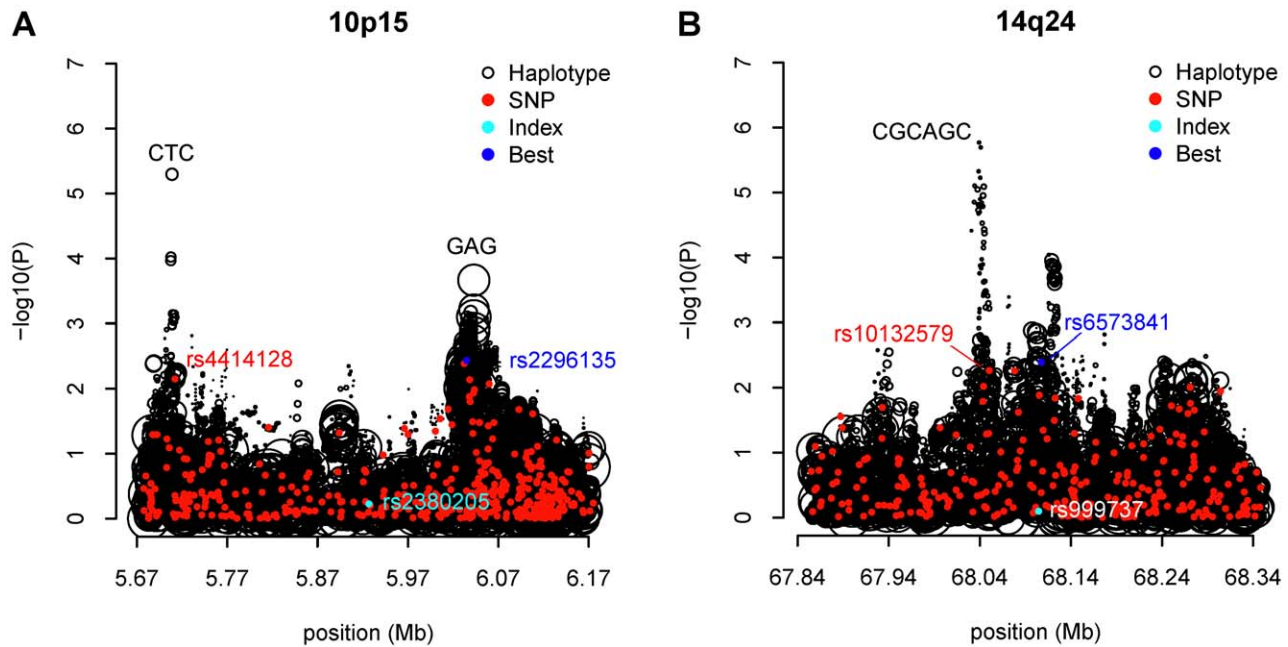 A
10p15
7
6
5
4
3
2
1
0
−log10(P)
Haplotype
SNP
Index
Best
CTC
GAG
rs4414128
rs2296135
rs2380205
5.67
5.77
5.87
5.97
6.07
6.17
position (Mb)
B
14q24
7
6
5
4
3
2
1
0
−log10(P)
Haplotype
SNP
Index
Best
CGCAGC
rs10132579
rs6573841
rs999737
67.84
67.94
68.04
68.14
68.24
68.34
position (Mb)